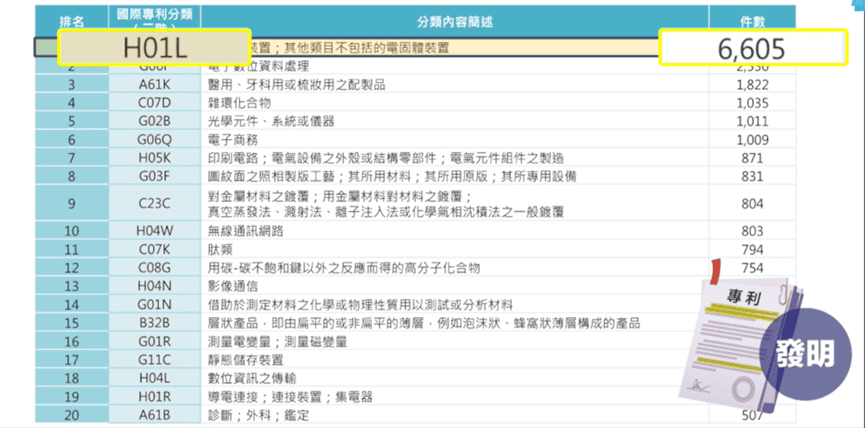 排名 國際專利分類 分類內容簡述 件數
H01L 裝置；其他類目不包括的電固體裝置 6,605
2 G06F 電子數位資料處理
3 A61K 醫用、牙科用或梳妝用之配製品 1,822
4 C07D 雜環化合物 1,035
5 G02B 光學元件、系統或儀器 1,011
6 G06Q 電子商務 1,009
7 H05K 印刷電路；電氣設備之外殼或結構零部件；電氣元件組件之製造 871
8 G03F 圖紋面之照相製版工藝；其所用材料；其所用原版；其所專用設備 831
9 C23C 對金屬材料之鍍覆；用金屬材料對材料之鍍覆； 804
真空蒸發法、濺射法、離子注入法或化學氣相沈積法之一般鍍覆
10 H04W 無線通訊網路 803
11 C07K 肽類 794
12 C08G 用碳-碳不飽和鍵以外之反應而得的高分子化合物 754
13 H04N 影像通信
14 G01N 借助於測定材料之化學或物理性質用以測試或分析材料
15 B32B 層狀產品，即由扁平的或非扁平的薄層，例如泡沫狀、蜂窩狀薄層構成的產品
16 G01R 測量電變量；測量磁變量
17 G11C 靜態儲存裝置
18 H04L 數位資訊之傳輸
19 H01R 導電連接；連接裝置；集電器
20 A61B 診斷；外科；鑑定 507
專利
發明